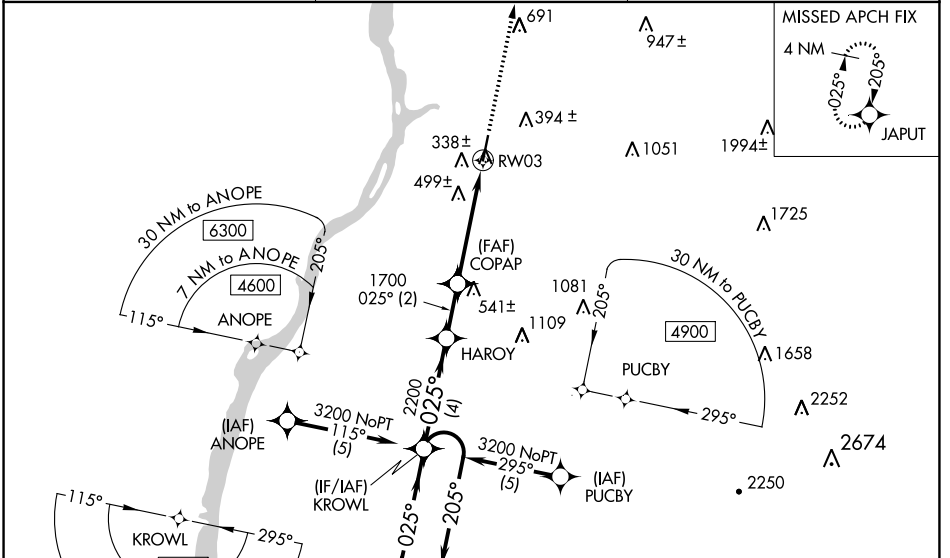 MISSED APCH FIX
4 NM
025°
205°
JAPUT
691
947±
394 ±
338±
RW03
1051
1994±
499±
1725
30 NM to ANOPE
6300
205°
7 NM to ANOPE
4600
115°
ANOPE
(FAF)
COPAP
1700
025° (2)
541±
1081
205°
30 NM to PUCBY
4900
1109
HAROY
1658
PUCBY
295°
2252
2200
025°
(4)
3200 NoPT
115°
(5)
(IAF)
ANOPE
3200 NoPT
295°
(5)
(IAF)
PUCBY
2674
2250
(IF/IAF)
KROWL
025°
205°
115°
295°
KROWL